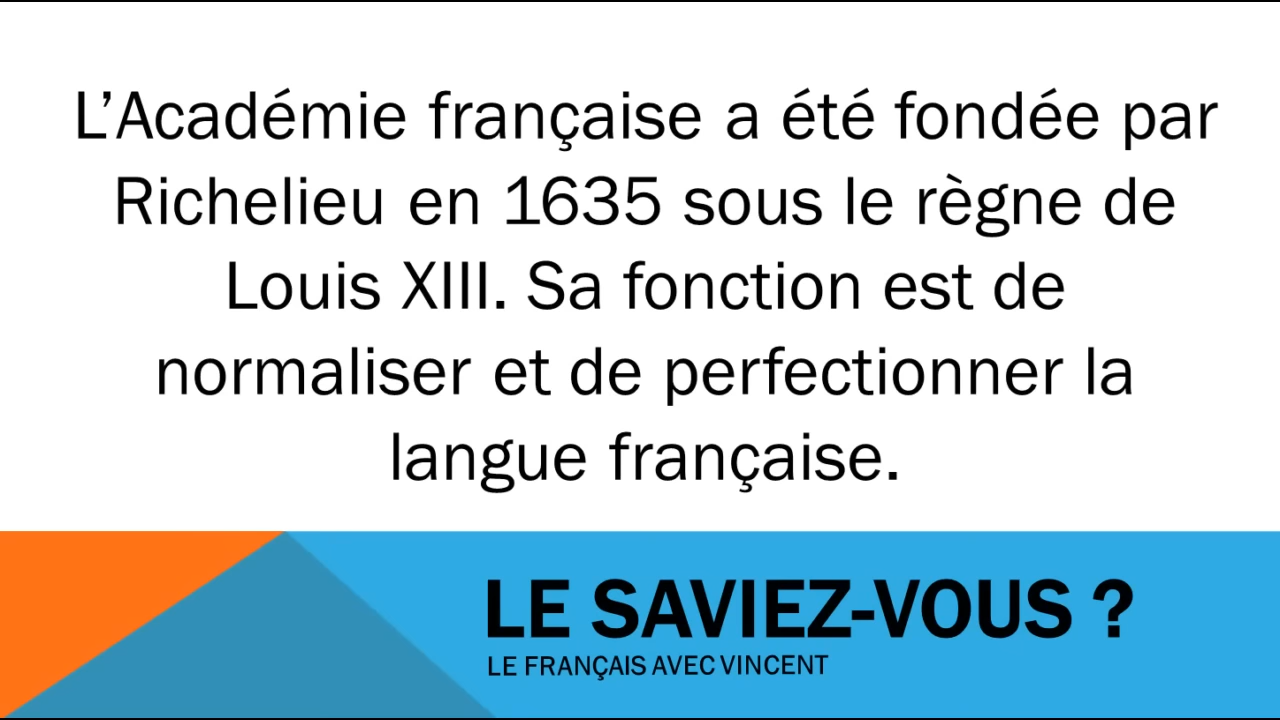 L’Académie française a été fondée par
Richelieu en 1635 sous le règne de
Louis XIII. Sa fonction est de
normaliser et de perfectionner la
langue française.
LE SAVIEZ-VOUS ?
LE FRANÇAIS AVEC VINCENT